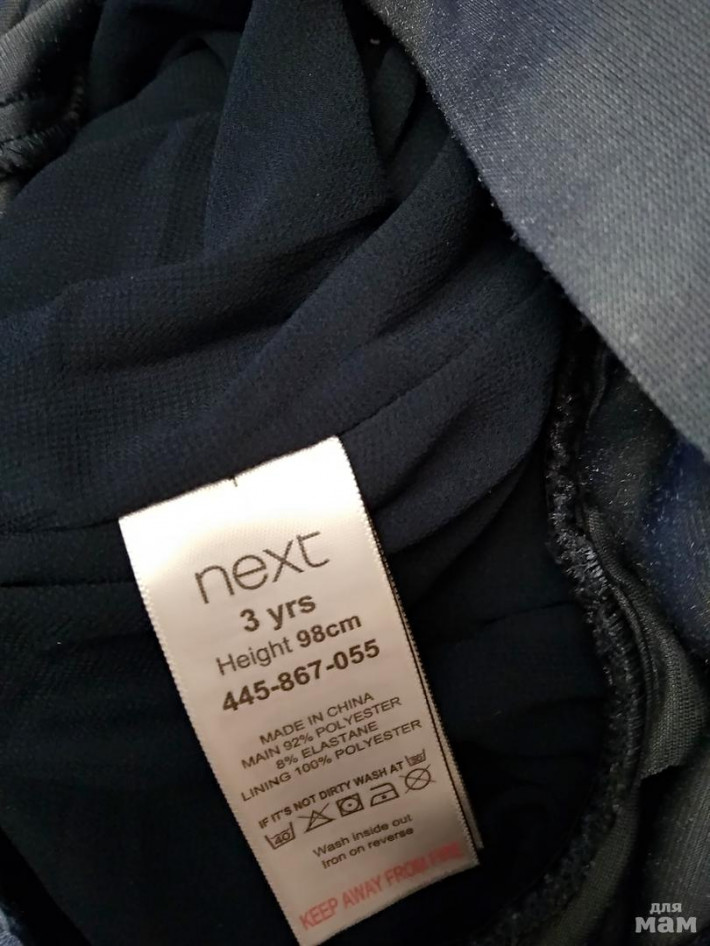 next
3 yrs
Height 98cm
445-867-055
MADE IN CHINA
MAIN 92% POLYESTER
8% ELASTANE
LINING 100% POLYESTER
IF IT'S NOT DIRTY WASH AT 30
40
Wash inside out
Iron on reverse
KEEP AWAY FROM FIRE
для
мам